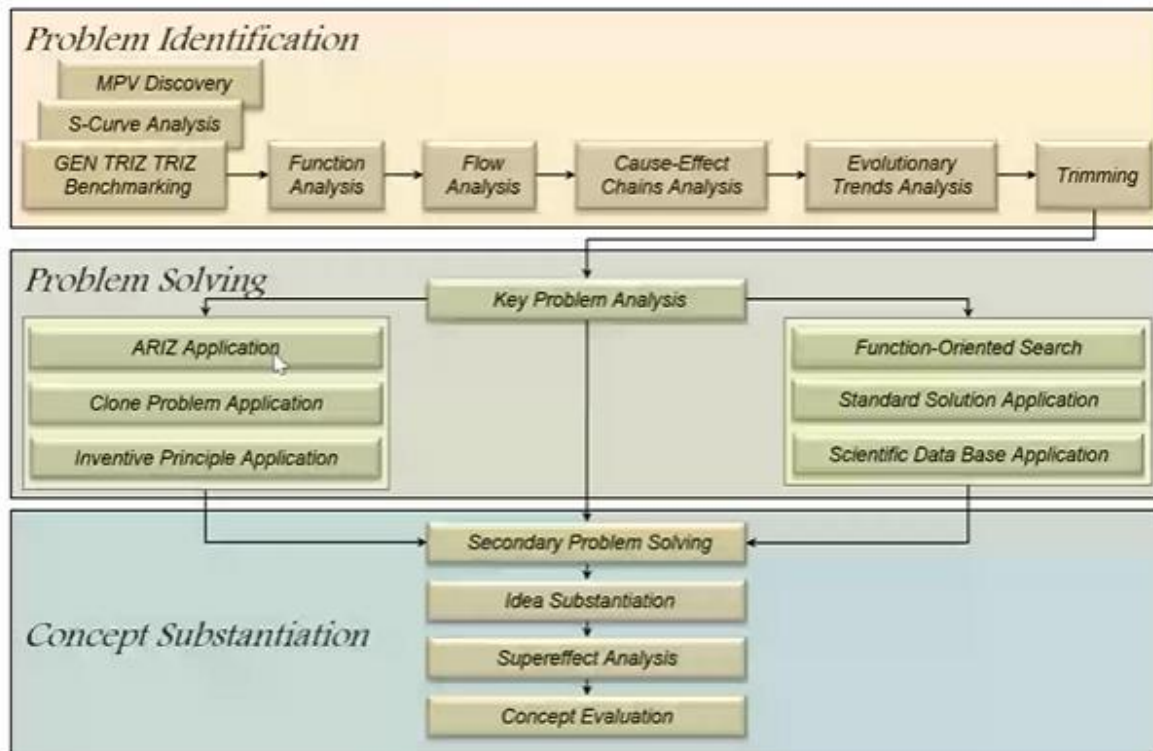 Problem Identification
MPV Discovery
S-Curve Analysis
GEN TRIZ TRIZ
Benchmarking
Function
Analysis
Flow
Analysis
Cause-Effect
Chains Analysis
Evolutionary
Trends Analysis
Trimming
Problem Solving
Key Problem Analysis
ARIZ Application
Clone Problem Application
Inventive Principle Application
Function-Oriented Search
Standard Solution Application
Scientific Data Base Application
Concept Substantiation
Secondary Problem Solving
Idea Substantiation
Supereffect Analysis
Concept Evaluation